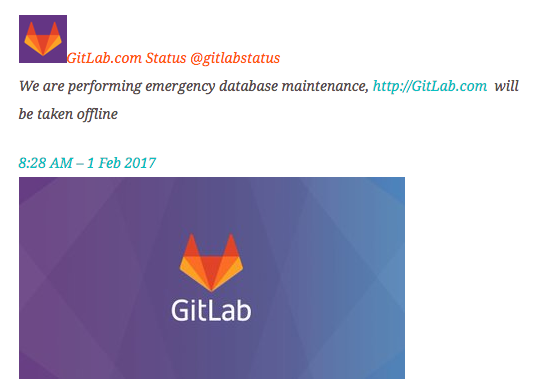 GitLab.com Status @gitlabstatus
We are performing emergency database maintenance, http://GitLab.com will
be taken offline
8:28 AM – 1 Feb 2017
GitLab